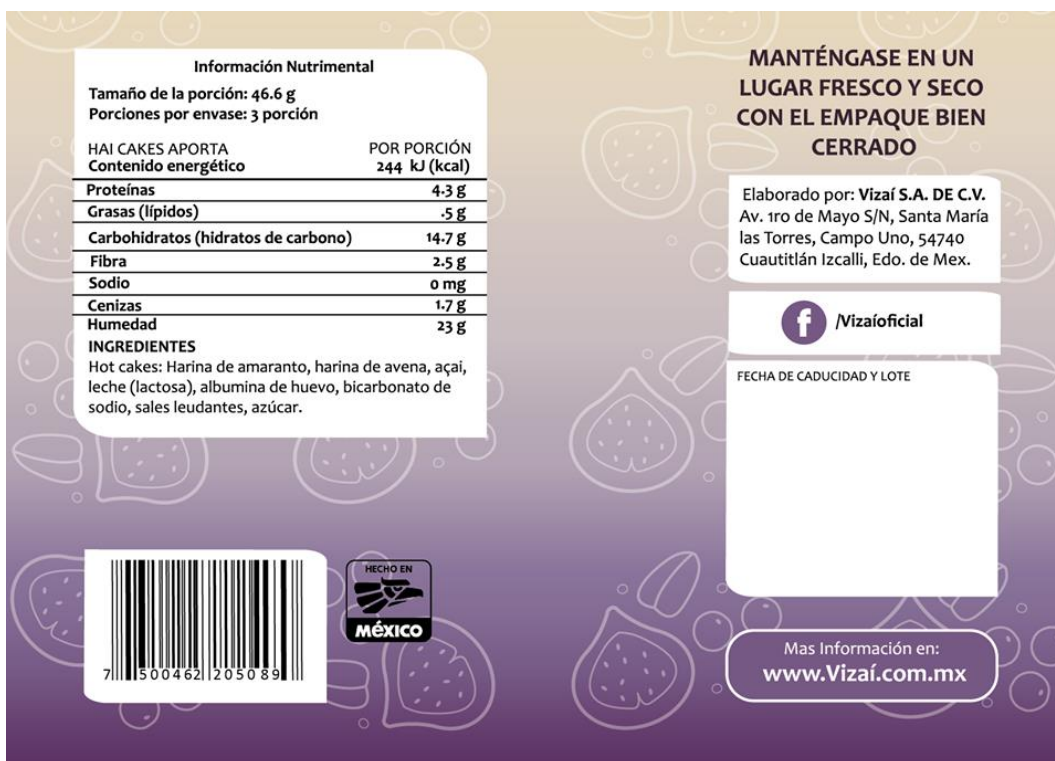 Información Nutrimental
Tamaño de la porción: 46.6 g
Porciones por envase: 3 porción
HAI CAKES APORTA POR PORCIÓN
Contenido energético 244 kJ (kcal)
Proteínas 4.3 g
Grasas (lípidos) .5 g
Carbohidratos (hidratos de carbono) 14.7 g
Fibra 2.5 g
Sodio 0 mg
Cenizas 1.7 g
Humedad 23 g
INGREDIENTES
Hot cakes: Harina de amaranto, harina de avena, açai,
leche (lactosa), albumina de huevo, bicarbonato de
sodio, sales leudantes, azúcar.
7 500462 205089
HECHO EN
MÉXICO
MANTÉNGASE EN UN
LUGAR FRESCO Y SECO
CON EL EMPAQUE BIEN
CERRADO
Elaborado por: Vizaí S.A. DE C.V.
Av. 1ro de Mayo S/N, Santa María
las Torres, Campo Uno, 54740
Cuautitlán Izcalli, Edo. de Mex.
f /Vizaíoficial
FECHA DE CADUCIDAD Y LOTE
Mas Información en:
www.Vizaí.com.mx